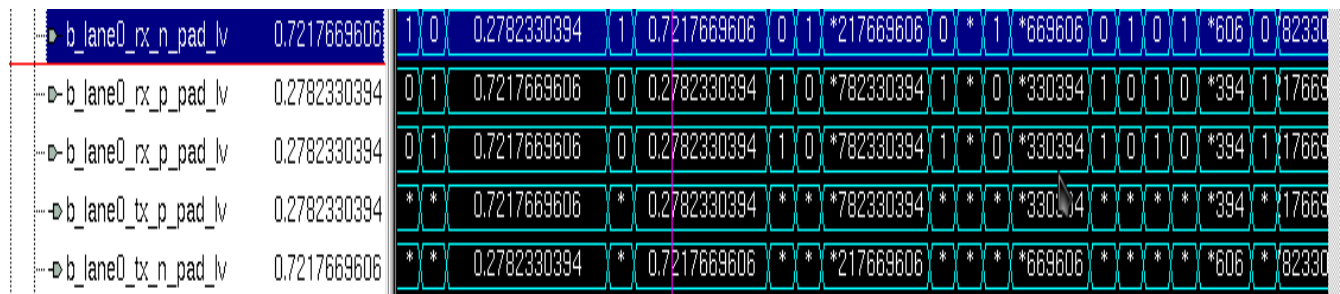 b_lane0_rx_n_pad_lv 0.7217669606 1 0 0.2782330394 1 0.7217669606 0 1 *217669606 0 * 1 *669606 0 1 0 1 *606 0 82330
b_lane0_rx_p_pad_lv 0.2782330394 0 1 0.7217669606 0 0.2782330394 1 0 *782330394 1 * 0 *330394 1 0 1 0 *394 1 17669
b_lane0_rx_p_pad_lv 0.2782330394 0 1 0.7217669606 0 0.2782330394 1 0 *782330394 1 * 0 *330394 1 0 1 0 *394 1 17669
b_lane0_tx_p_pad_lv 0.2782330394 * * 0.7217669606 * 0.2782330394 * * *782330394 * * * * * * * *394 * 17669
b_lane0_tx_n_pad_lv 0.7217669606 * * 0.2782330394 * 0.7217669606 * * *217669606 * * * *669606 * * * * *606 * 82330